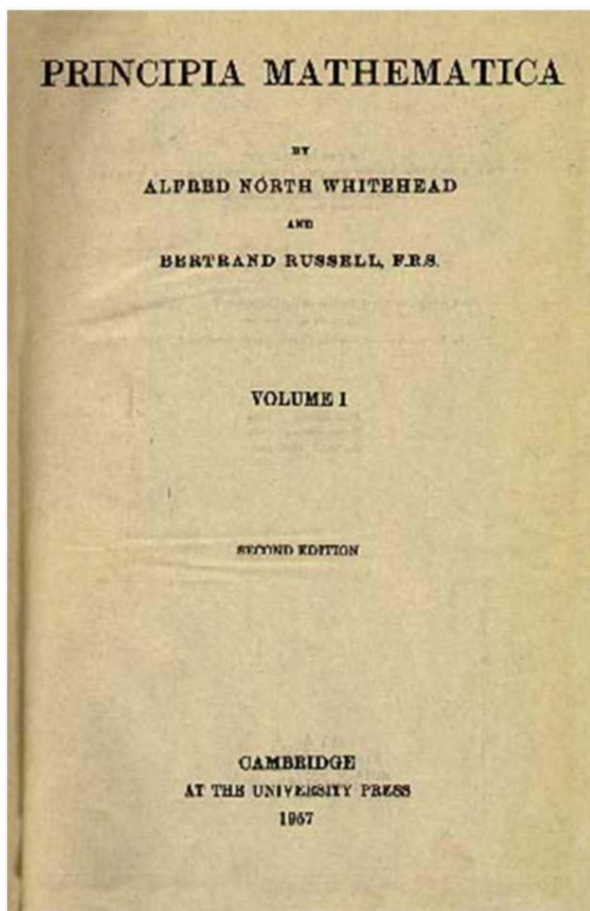 PRINCIPIA MATHEMATICA
BY
ALFRED NORTH WHITEHEAD
AND
BERTRAND RUSSELL, F.R.S.
VOLUME I
SECOND EDITION
CAMBRIDGE
AT THE UNIVERSITY PRESS
1957